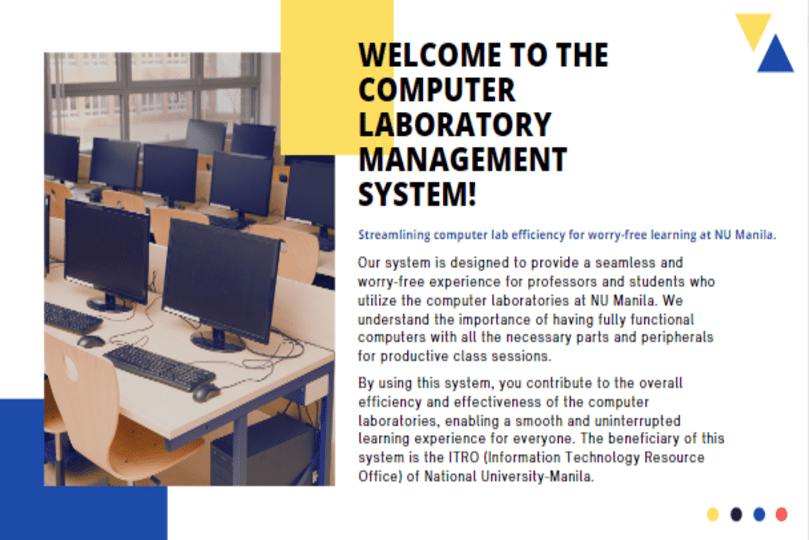 WELCOME TO THE
COMPUTER
LABORATORY
MANAGEMENT
SYSTEM!
Streamlining computer lab efficiency for worry-free learning at NU Manila.
Our system is designed to provide a seamless and
worry-free experience for professors and students who
utilize the computer laboratories at NU Manila. We
understand the importance of having fully functional
computers with all the necessary parts and peripherals
for productive class sessions.
By using this system, you contribute to the overall
efficiency and effectiveness of the computer
laboratories, enabling a smooth and uninterrupted
learning experience for everyone. The beneficiary of this
system is the ITRO (Information Technology Resource
Office) of National University-Manila.